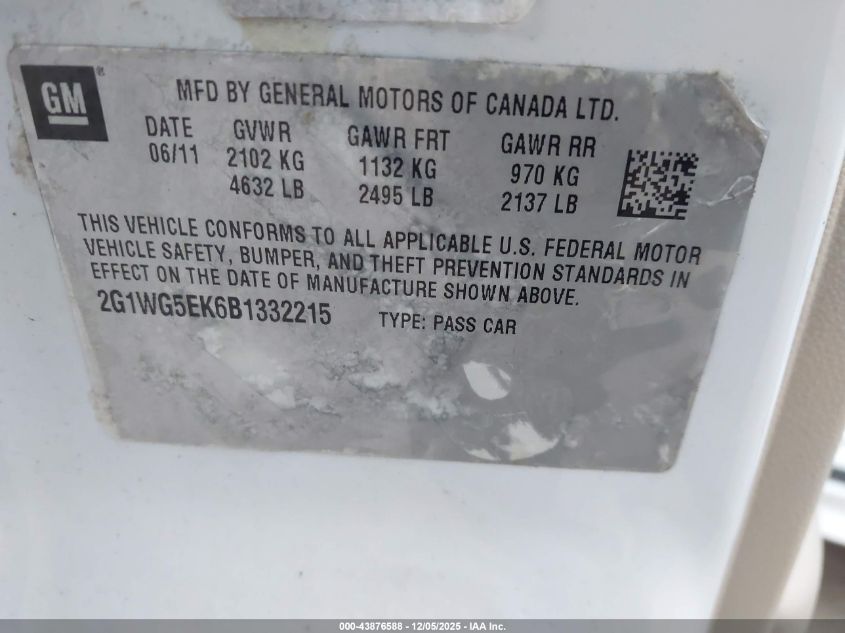 GM
MFD BY GENERAL MOTORS OF CANADA LTD.
DATE GVWR GAWR FRT GAWR RR
06/11 2102 KG 1132 KG 970 KG
4632 LB 2495 LB 2137 LB
THIS VEHICLE CONFORMS TO ALL APPLICABLE U.S. FEDERAL MOTOR
VEHICLE SAFETY, BUMPER, AND THEFT PREVENTION STANDARDS IN
EFFECT ON THE DATE OF MANUFACTURE SHOWN ABOVE.
2G1WG5EK6B1332215 TYPE: PASS CAR
000-43876588 - 12/05/2025 - IAA Inc.